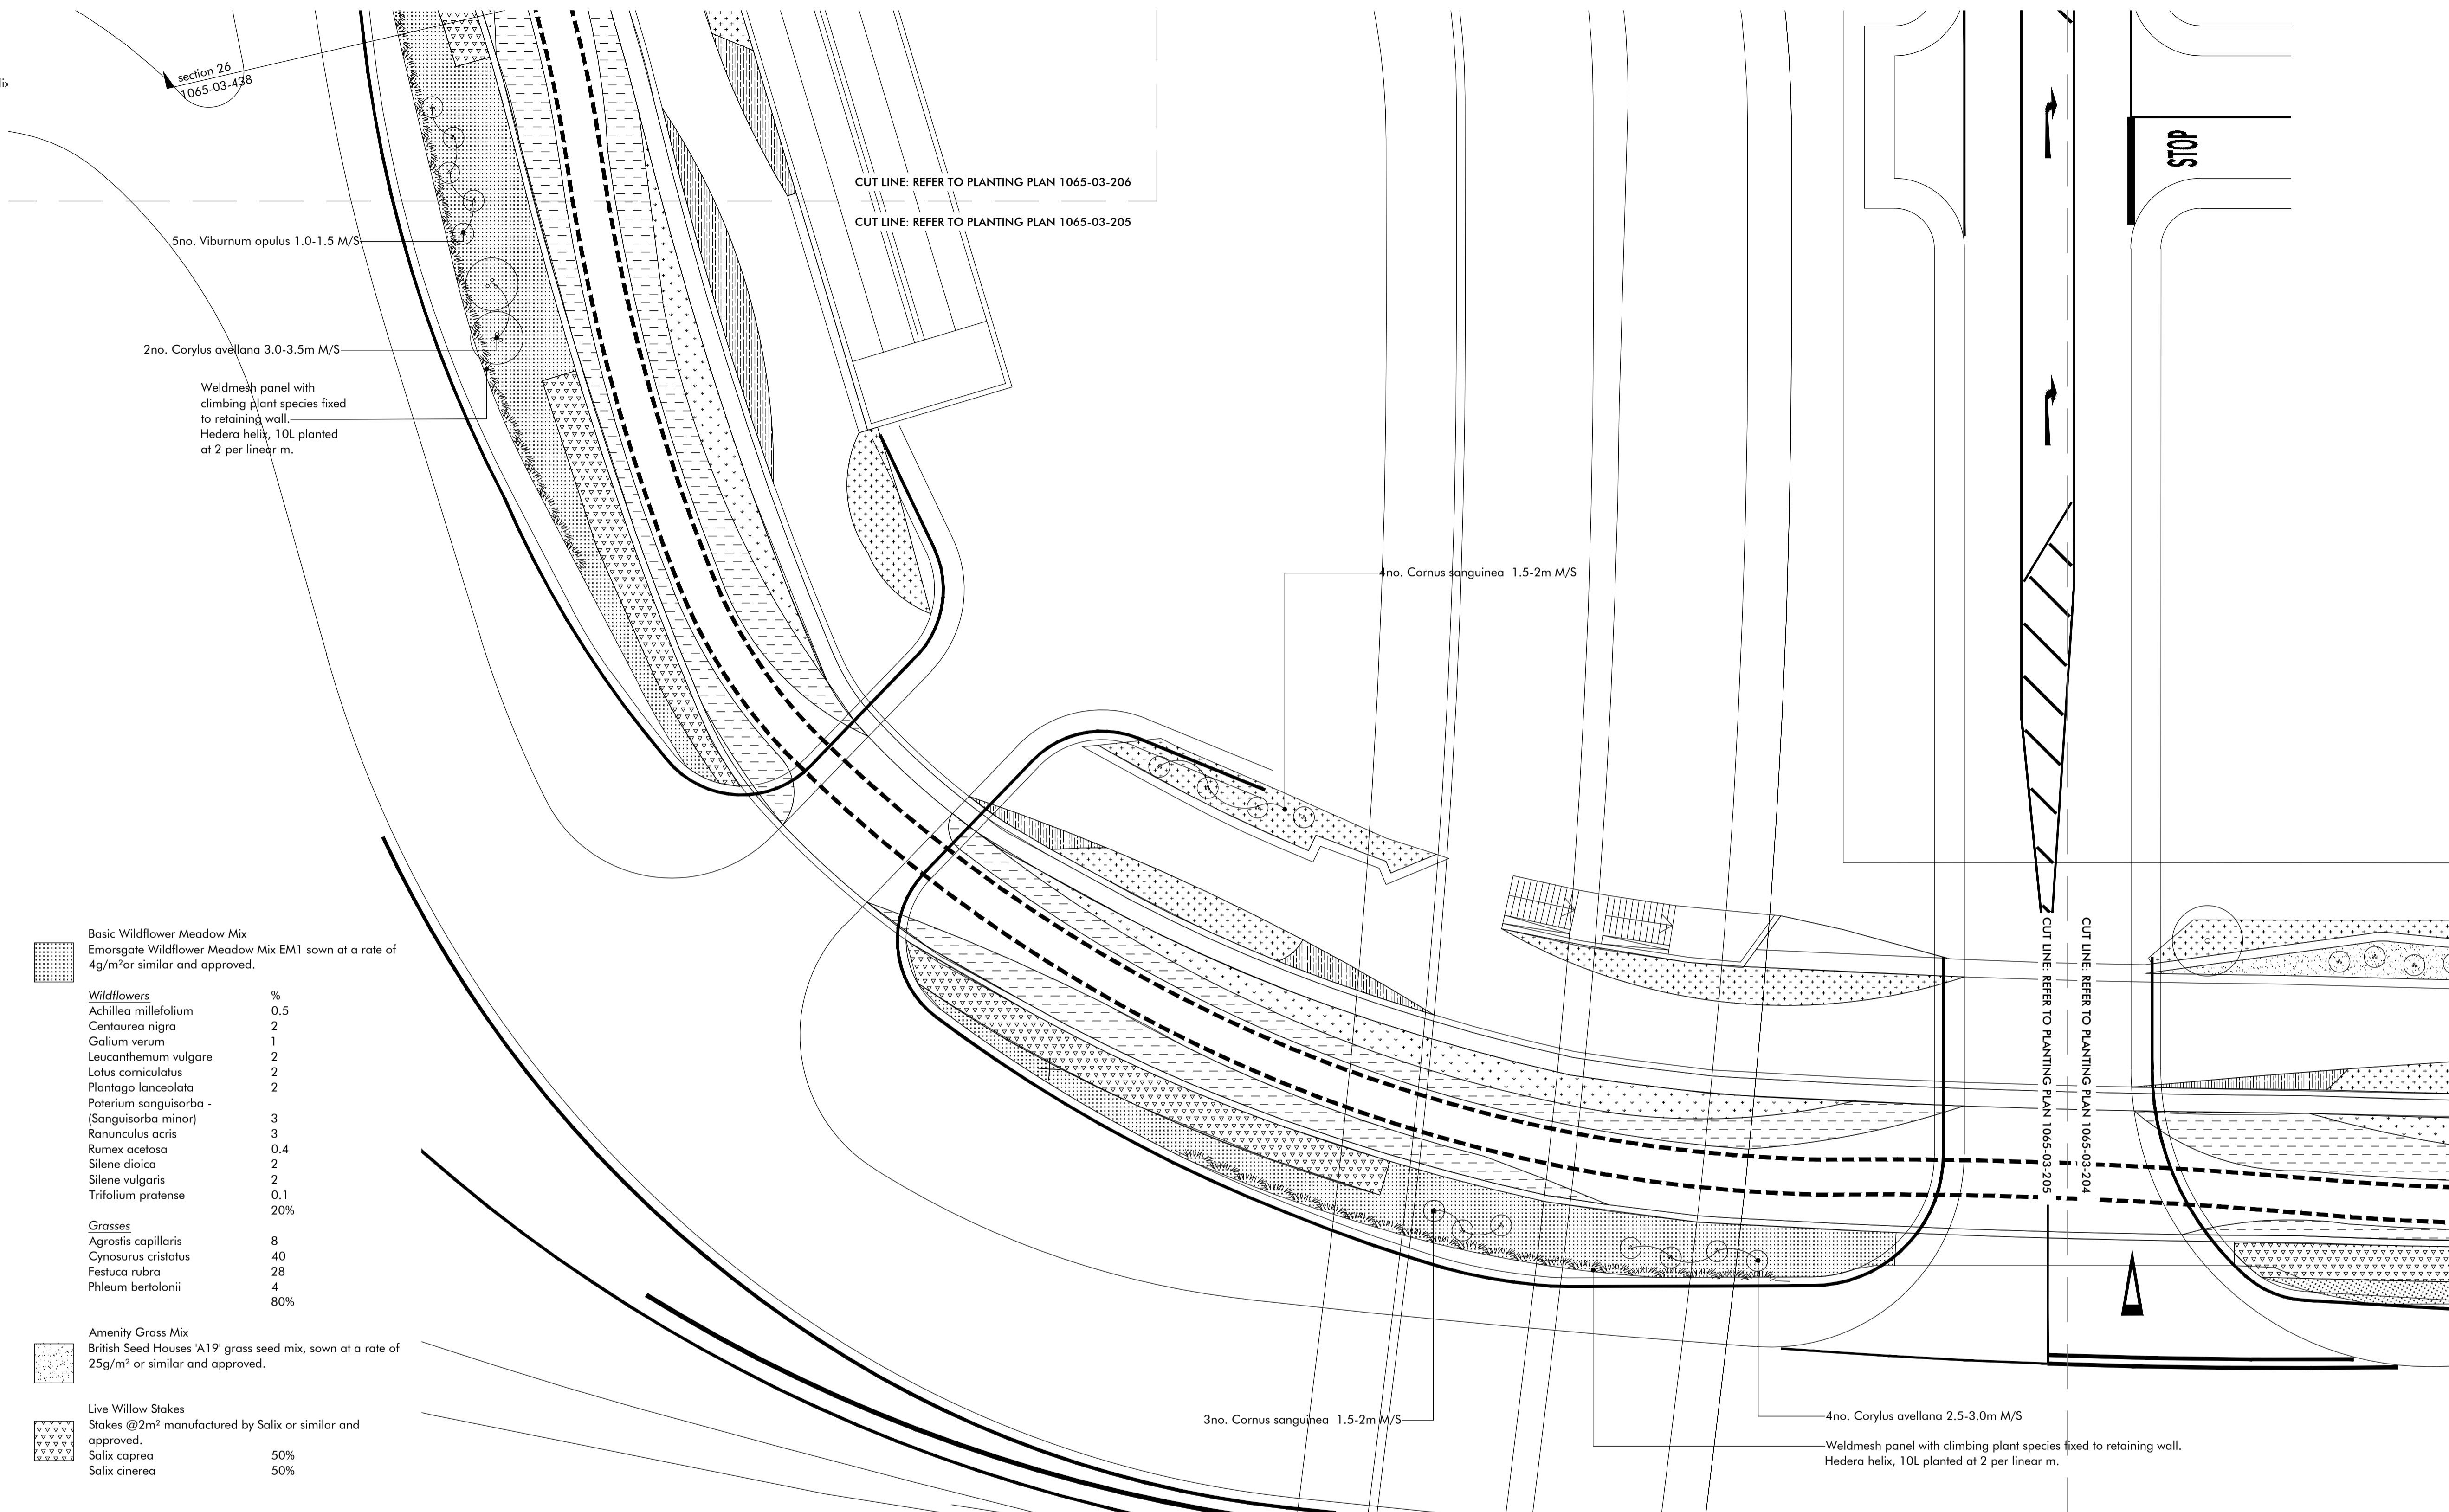 section 26
1065-03-438
CUT LINE: REFER TO PLANTING PLAN 1065-03-206
CUT LINE: REFER TO PLANTING PLAN 1065-03-205
STOP
5no. Viburnum opulus 1.0-1.5 M/S
2no. Corylus avellana 3.0-3.5m M/S
Weldmesh panel with
climbing plant species fixed
to retaining wall.
Hedera helix, 10L planted
at 2 per linear m.
4no. Cornus sanguinea 1.5-2m M/S
CUT LINE: REFER TO PLANTING PLAN 1065-03-205
CUT LINE: REFER TO PLANTING PLAN 1065-03-204
Basic Wildflower Meadow Mix
Emorsgate Wildflower Meadow Mix EM1 sown at a rate of
4g/m²or similar and approved.
Wildflowers %
Achillea millefolium 0.5
Centaurea nigra 2
Galium verum 1
Leucanthemum vulgare 2
Lotus corniculatus 2
Plantago lanceolata 2
Poterium sanguisorba -
(Sanguisorba minor) 3
Ranunculus acris 3
Rumex acetosa 0.4
Silene dioica 2
Silene vulgaris 2
Trifolium pratense 0.1
20%
Grasses
Agrostis capillaris 8
Cynosurus cristatus 40
Festuca rubra 28
Phleum bertolonii 4
80%
Amenity Grass Mix
British Seed Houses 'A19' grass seed mix, sown at a rate of
25g/m² or similar and approved.
Live Willow Stakes
Stakes @2m² manufactured by Salix or similar and
approved.
Salix caprea 50%
Salix cinerea 50%
3no. Cornus sanguinea 1.5-2m M/S
4no. Corylus avellana 2.5-3.0m M/S
Weldmesh panel with climbing plant species fixed to retaining wall.
Hedera helix, 10L planted at 2 per linear m.